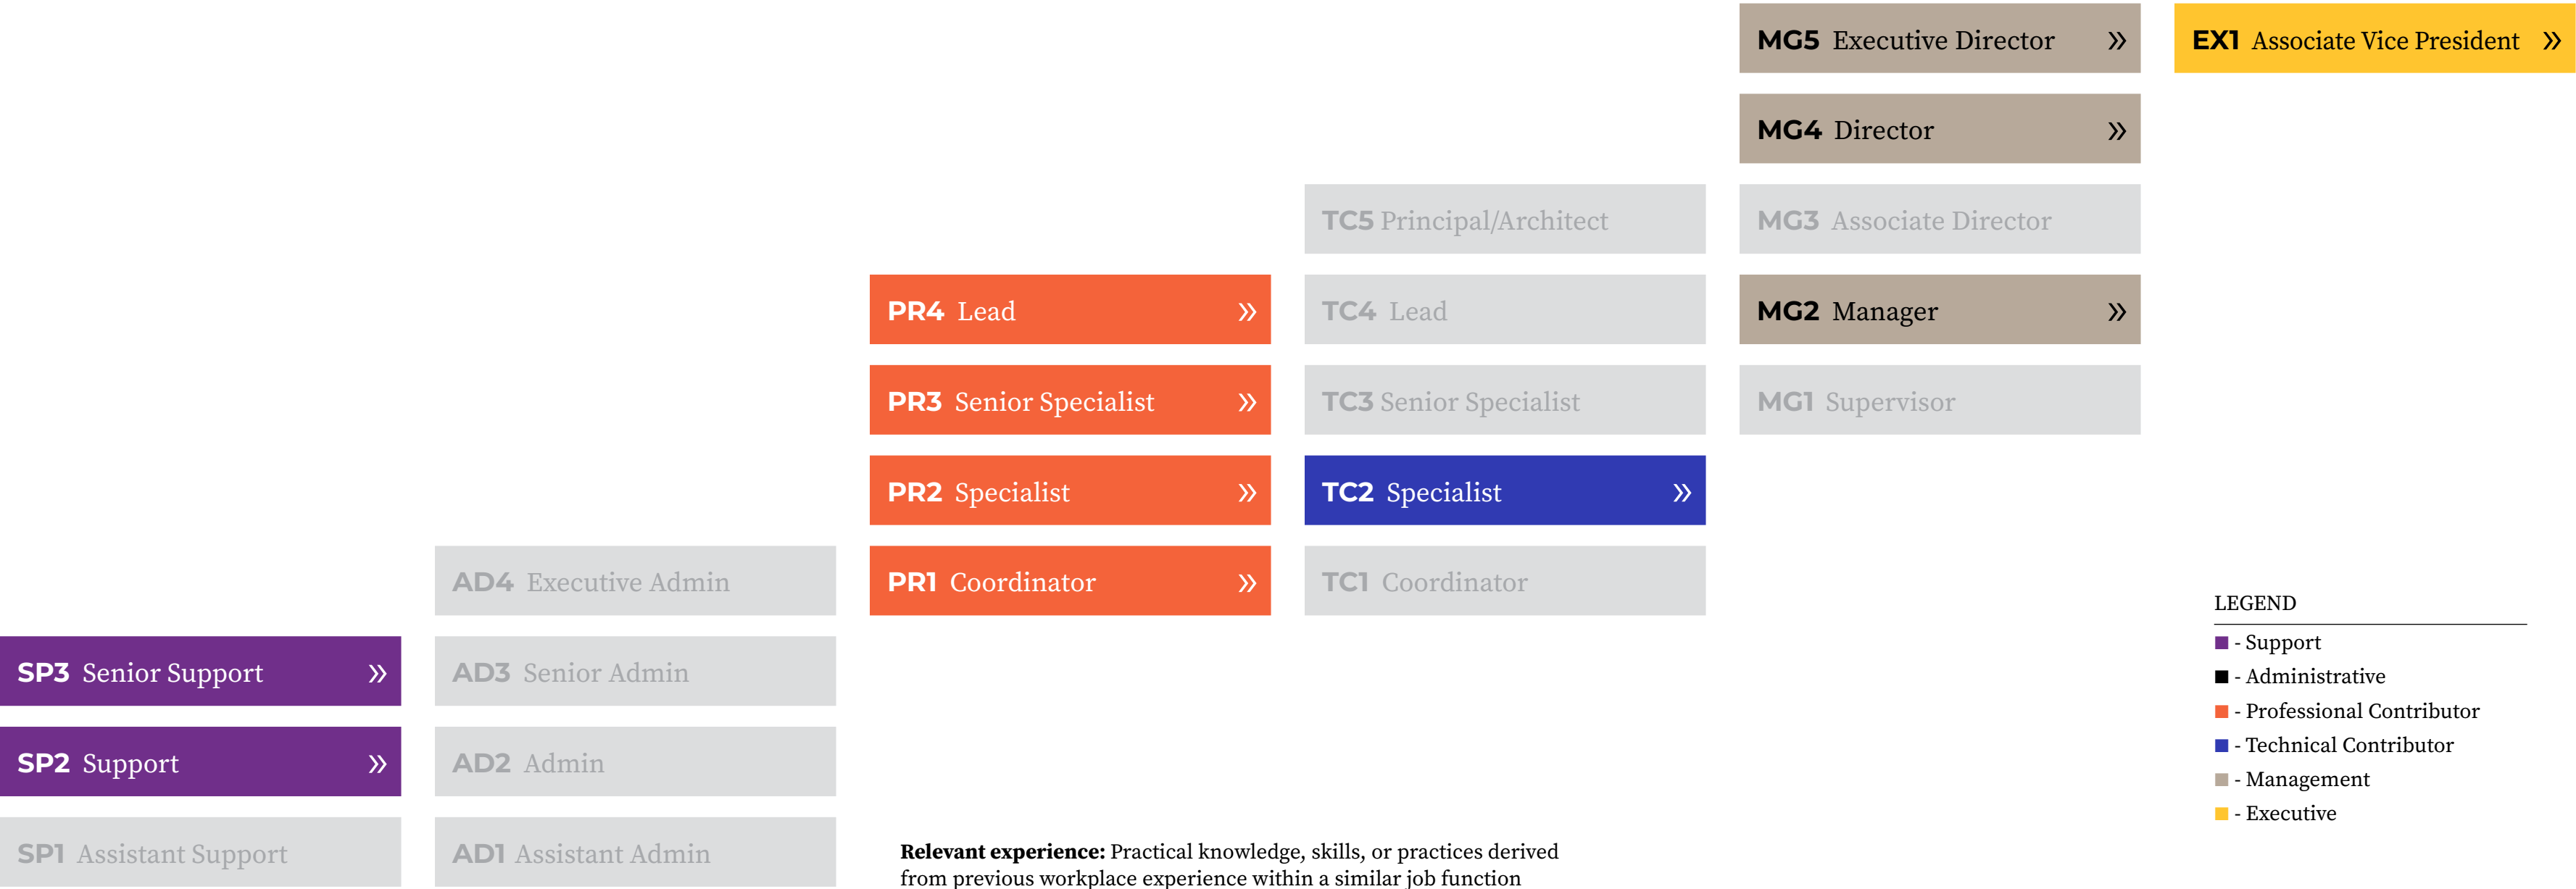 MG5 Executive Director »
EX1 Associate Vice President »
MG4 Director »
TC5 Principal/Architect
MG3 Associate Director
PR4 Lead »
TC4 Lead
MG2 Manager »
PR3 Senior Specialist »
TC3 Senior Specialist
MG1 Supervisor
PR2 Specialist »
TC2 Specialist »
AD4 Executive Admin
PR1 Coordinator »
TC1 Coordinator
SP3 Senior Support »
AD3 Senior Admin
SP2 Support »
AD2 Admin
SP1 Assistant Support
AD1 Assistant Admin
LEGEND
- Support
- Administrative
- Professional Contributor
- Technical Contributor
- Management
- Executive
Relevant experience: Practical knowledge, skills, or practices derived
from previous workplace experience within a similar job function